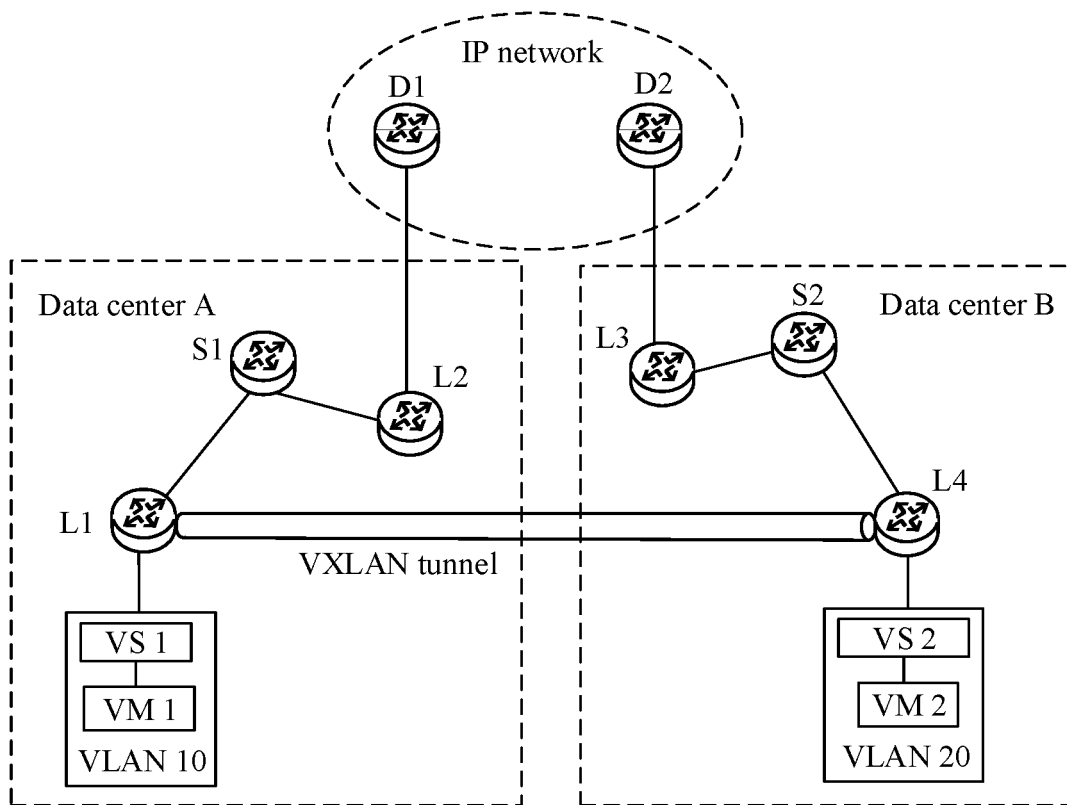 IP network
D1
D2
Data center A
S1
L2
Data center B
S2
L3
L1
VXLAN tunnel
L4
VS 1
VM 1
VLAN 10
VS 2
VM 2
VLAN 20